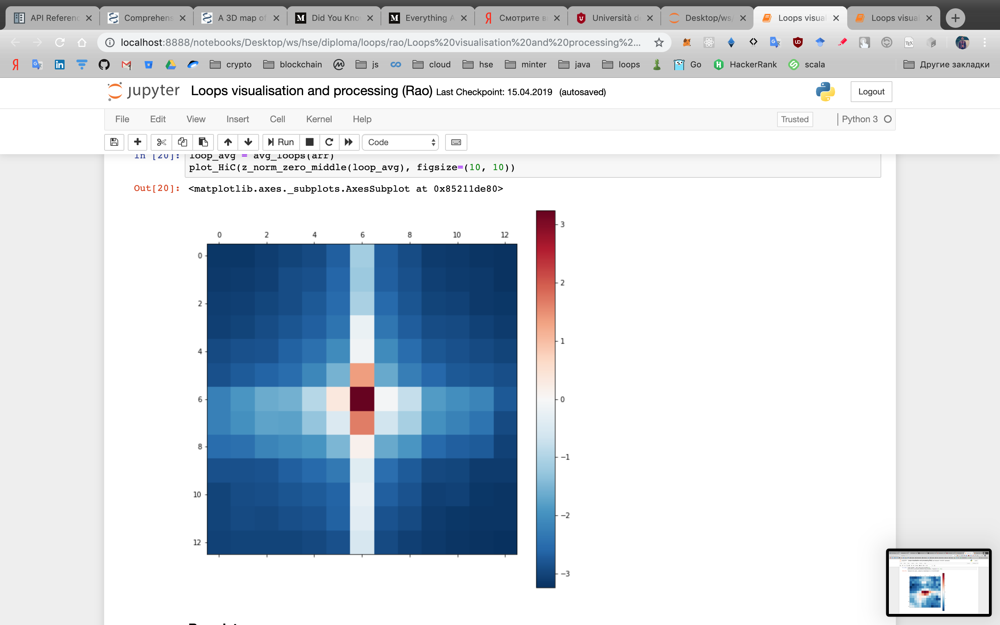 API Referenc
Comprehens
A 3D map of
Did You Kno
Everything A
Смотрите в
Università d
Desktop/ws/
Loops visual
Loops visual
localhost:8888/notebooks/Desktop/ws/hse/diploma/loops/rao/Loops%20visualisation%20and%20processing%2...
crypto
blockchain
js
cloud
hse
minter
java
loops
Go
HackerRank
scala
Другие закладки
jupyter
Loops visualisation and processing (Rao) Last Checkpoint: 15.04.2019 (autosaved)
Logout
File Edit View Insert Cell Kernel Help
Trusted
Python 3
Run
Code
In [20]: loop_avg = avg_loops(arr)
plot_HiC(z_norm_zero_middle(loop_avg), figsize=(10, 10))
Out[20]: <matplotlib.axes._subplots.AxesSubplot at 0x85211de80>
0 2 4 6 8 10 12
0
2
4
6
8
10
12
3
2
1
0
−1
−2
−3